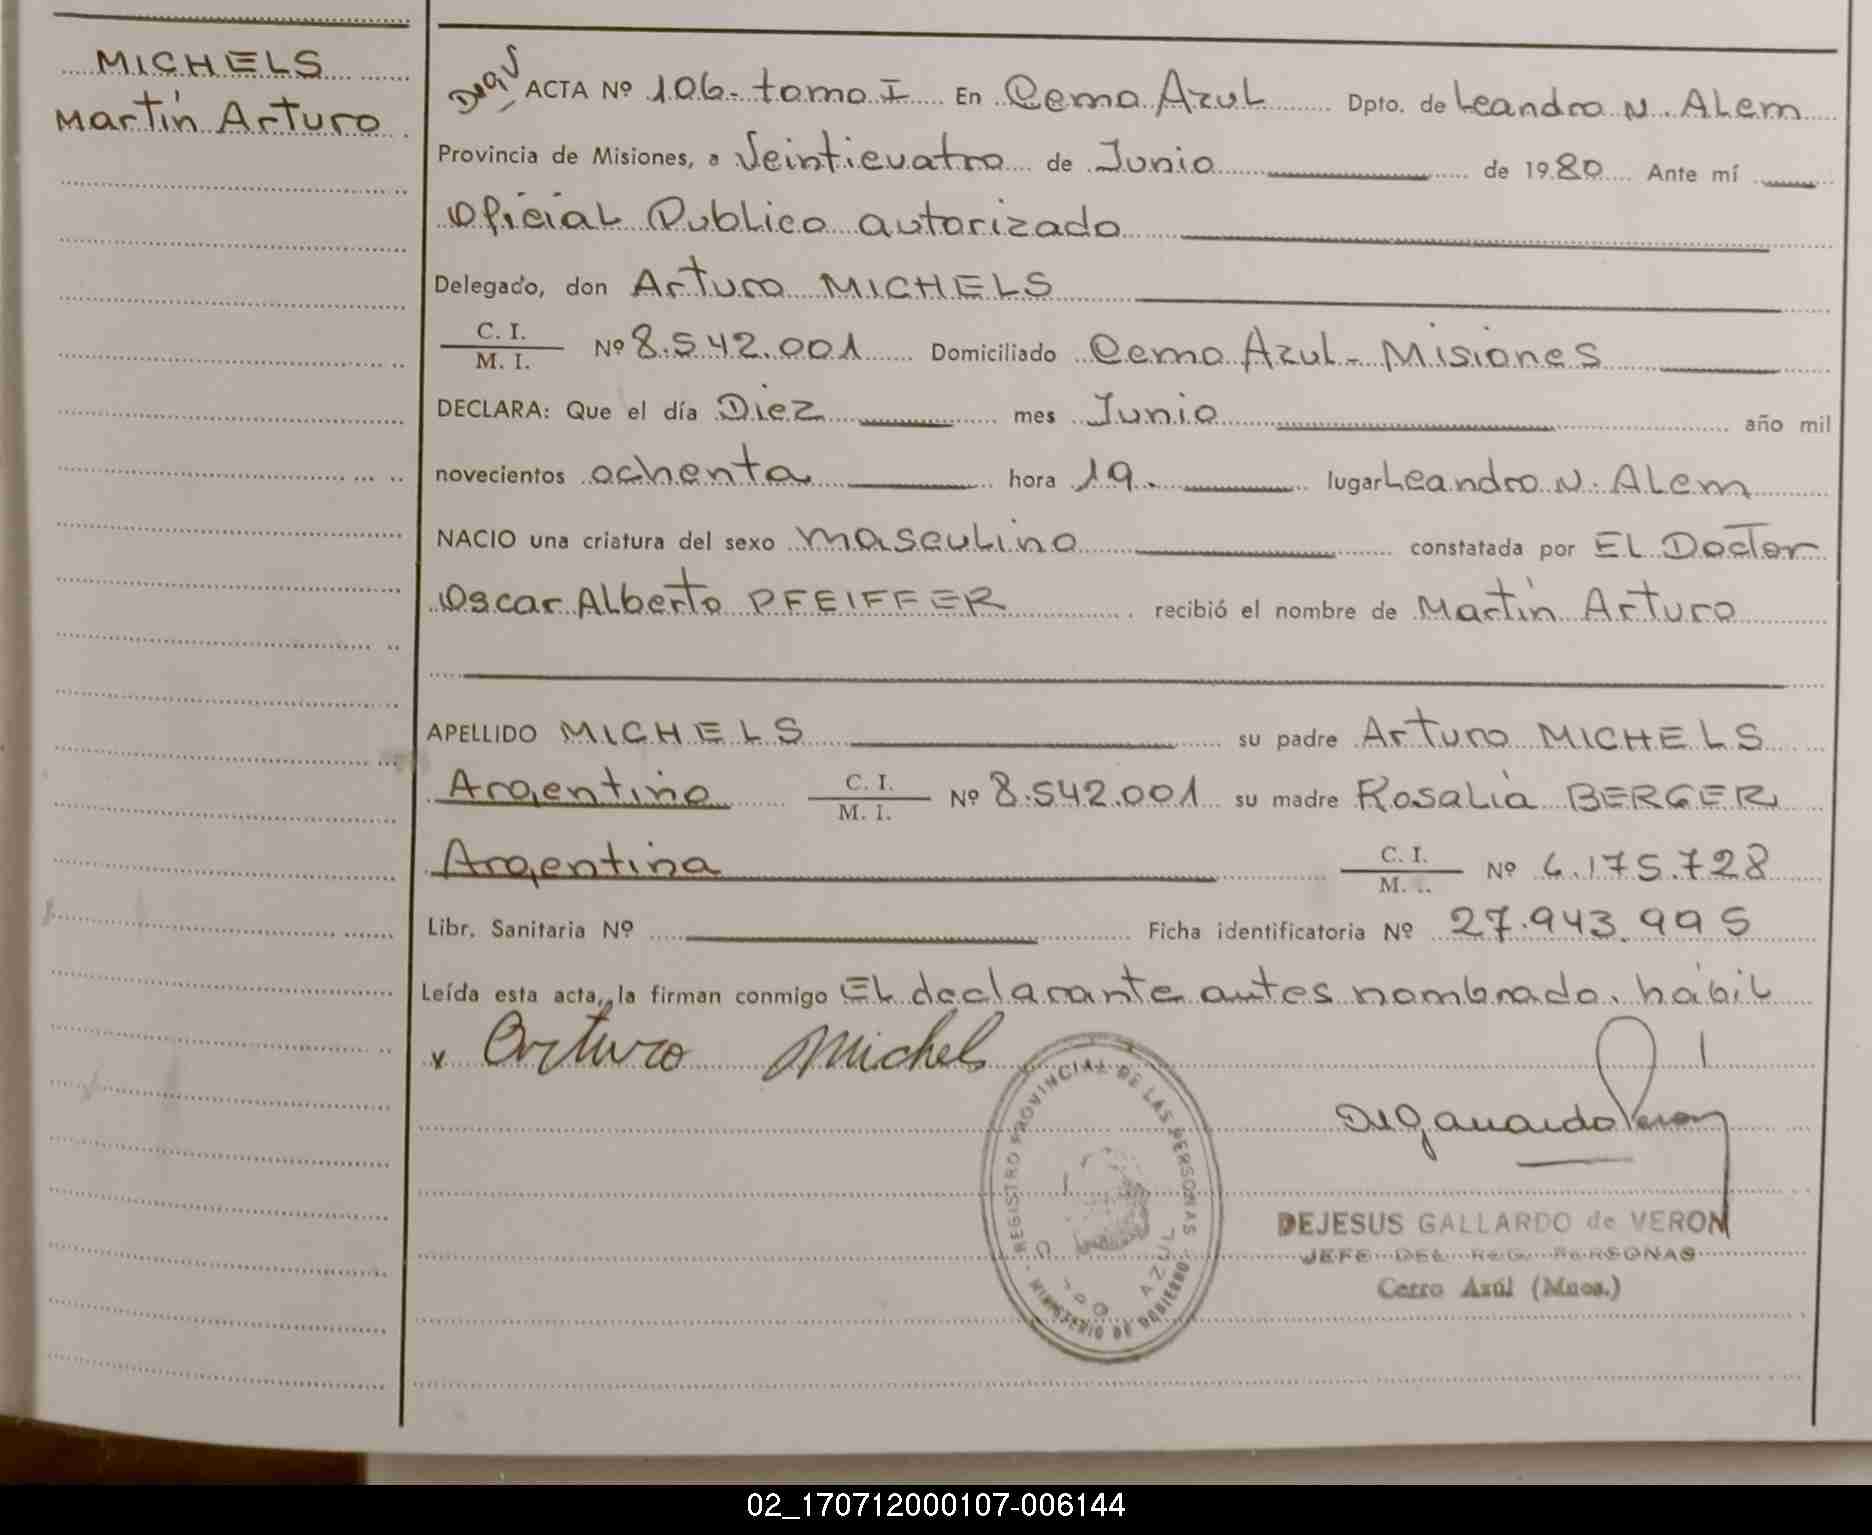 MICHELS
Martín Arturo
ACTA Nº 106- tomo I En Cerro Azul Dpto. de Leandro N. Alem
Provincia de Misiones, a Veinticuatro de Junio de 1980 Ante mí
Oficial Publico autorizado
Delegado, don Arturo MICHELS
C. I.
M. I.
Nº 8.542.001 Domiciliado Cerro Azul - Misiones
DECLARA: Que el día Diez mes Junio año mil
novecientos ochenta hora 19. lugar Leandro N. Alem
NACIO una criatura del sexo masculino constatada por El Doctor
Oscar Alberto PFEIFFER recibió el nombre de Martín Arturo
APELLIDO MICHELS su padre Arturo MICHELS
Argentino C. I.
M. I.
Nº 8.542.001 su madre Rosalia BERGER
Argentina C. I.
M. I.
Nº 6.175.728
Libr. Sanitaria Nº Ficha identificatoria Nº 27.943.995
Leída esta acta, la firman conmigo El declarante antes nombrado, hábil
x Arturo Michels
REGISTRO PROVINCIAL DE LAS PERSONAS
MINISTERIO DE GOBIERNO
AZUL
DEJESUS GALLARDO de VERON
JEFE DEL REG. PERSONAS
Cerro Azúl (Mnes.)
02_170712000107-006144